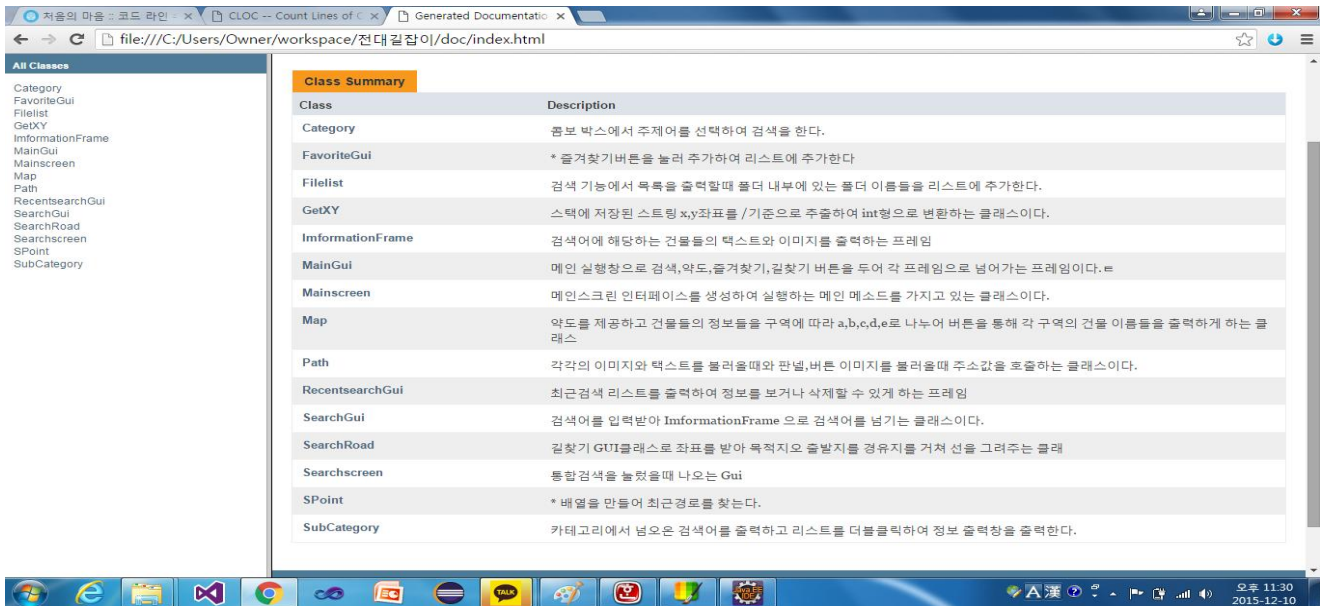 처음의 마음 :: 코드 라인
CLOC -- Count Lines of C
Generated Documentatio
file:///C:/Users/Owner/workspace/전대길잡이/doc/index.html
All Classes
Category
FavoriteGui
Filelist
GetXY
ImformationFrame
MainGui
Mainscreen
Map
Path
RecentsearchGui
SearchGui
SearchRoad
Searchscreen
SPoint
SubCategory
Class Summary
Class Description
Category 콤보 박스에서 주제어를 선택하여 검색을 한다.
FavoriteGui * 즐겨찾기버튼을 눌러 추가하여 리스트에 추가한다
Filelist 검색 기능에서 목록을 출력할때 폴더 내부에 있는 폴더 이름들을 리스트에 추가한다.
GetXY 스택에 저장된 스트링 x,y좌표를 /기준으로 추출하여 int형으로 변환하는 클래스이다.
ImformationFrame 검색어에 해당하는 건물들의 택스트와 이미지를 출력하는 프레임
MainGui 메인 실행창으로 검색,약도,즐겨찾기,길찾기 버튼을 두어 각 프레임으로 넘어가는 프레임이다.ㅌ
Mainscreen 메인스크린 인터페이스를 생성하여 실행하는 메인 메소드를 가지고 있는 클래스이다.
Map 약도를 제공하고 건물들의 정보들을 구역에 따라 a,b,c,d,e로 나누어 버튼을 통해 각 구역의 건물 이름들을 출력하게 하는 클
래스
Path 각각의 이미지와 택스트를 불러올때와 판넬,버튼 이미지를 불러올때 주소값을 호출하는 클래스이다.
RecentsearchGui 최근검색 리스트를 출력하여 정보를 보거나 삭제할 수 있게 하는 프레임
SearchGui 검색어를 입력받아 ImformationFrame 으로 검색어를 넘기는 클래스이다.
SearchRoad 길찾기 GUI클래스로 좌표를 받아 목적지오 출발지를 경유지를 거쳐 선을 그려주는 클래
Searchscreen 통합검색을 눌렀을때 나오는 Gui
SPoint * 배열을 만들어 최근경로를 찾는다.
SubCategory 카테고리에서 넘오온 검색어를 출력하고 리스트를 더블클릭하여 정보 출력창을 출력한다.
TALK
A 漢
오후 11:30
2015-12-10